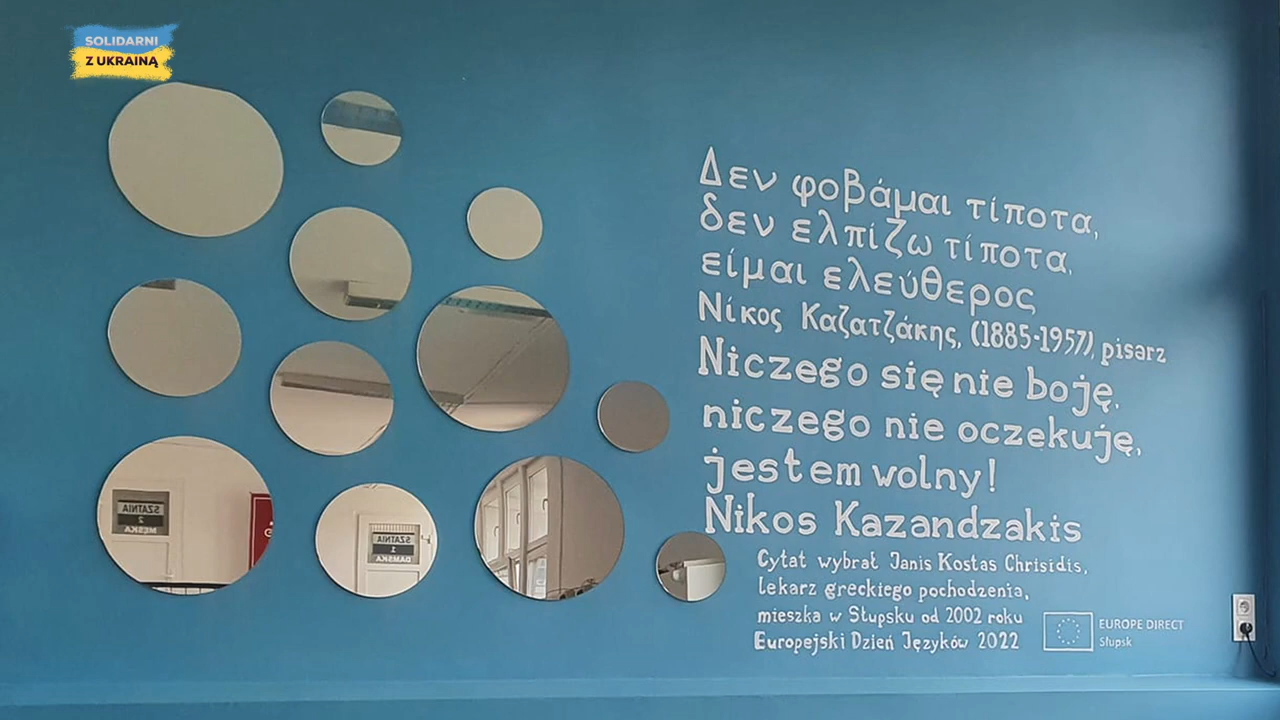 SOLIDARNI
Z UKRAINĄ
Δεν φοβάμαι τίποτα,
δεν ελπίζω τίποτα,
είμαι ελεύθερος
Νίκος Καζατζάκης, (1885-1957), pisarz
Niczego się nie boję,
niczego nie oczekuję,
jestem wolny!
Nikos Kazandzakis
Cytat wybrał Janis Kostas Chrisidis,
lekarz greckiego pochodzenia,
mieszka w Słupsku od 2002 roku
Europejski Dzień Języków 2022
EUROPE DIRECT
Słupsk
SZATNIA
2
MĘSKA
SZATNIA
1
DAMSKA